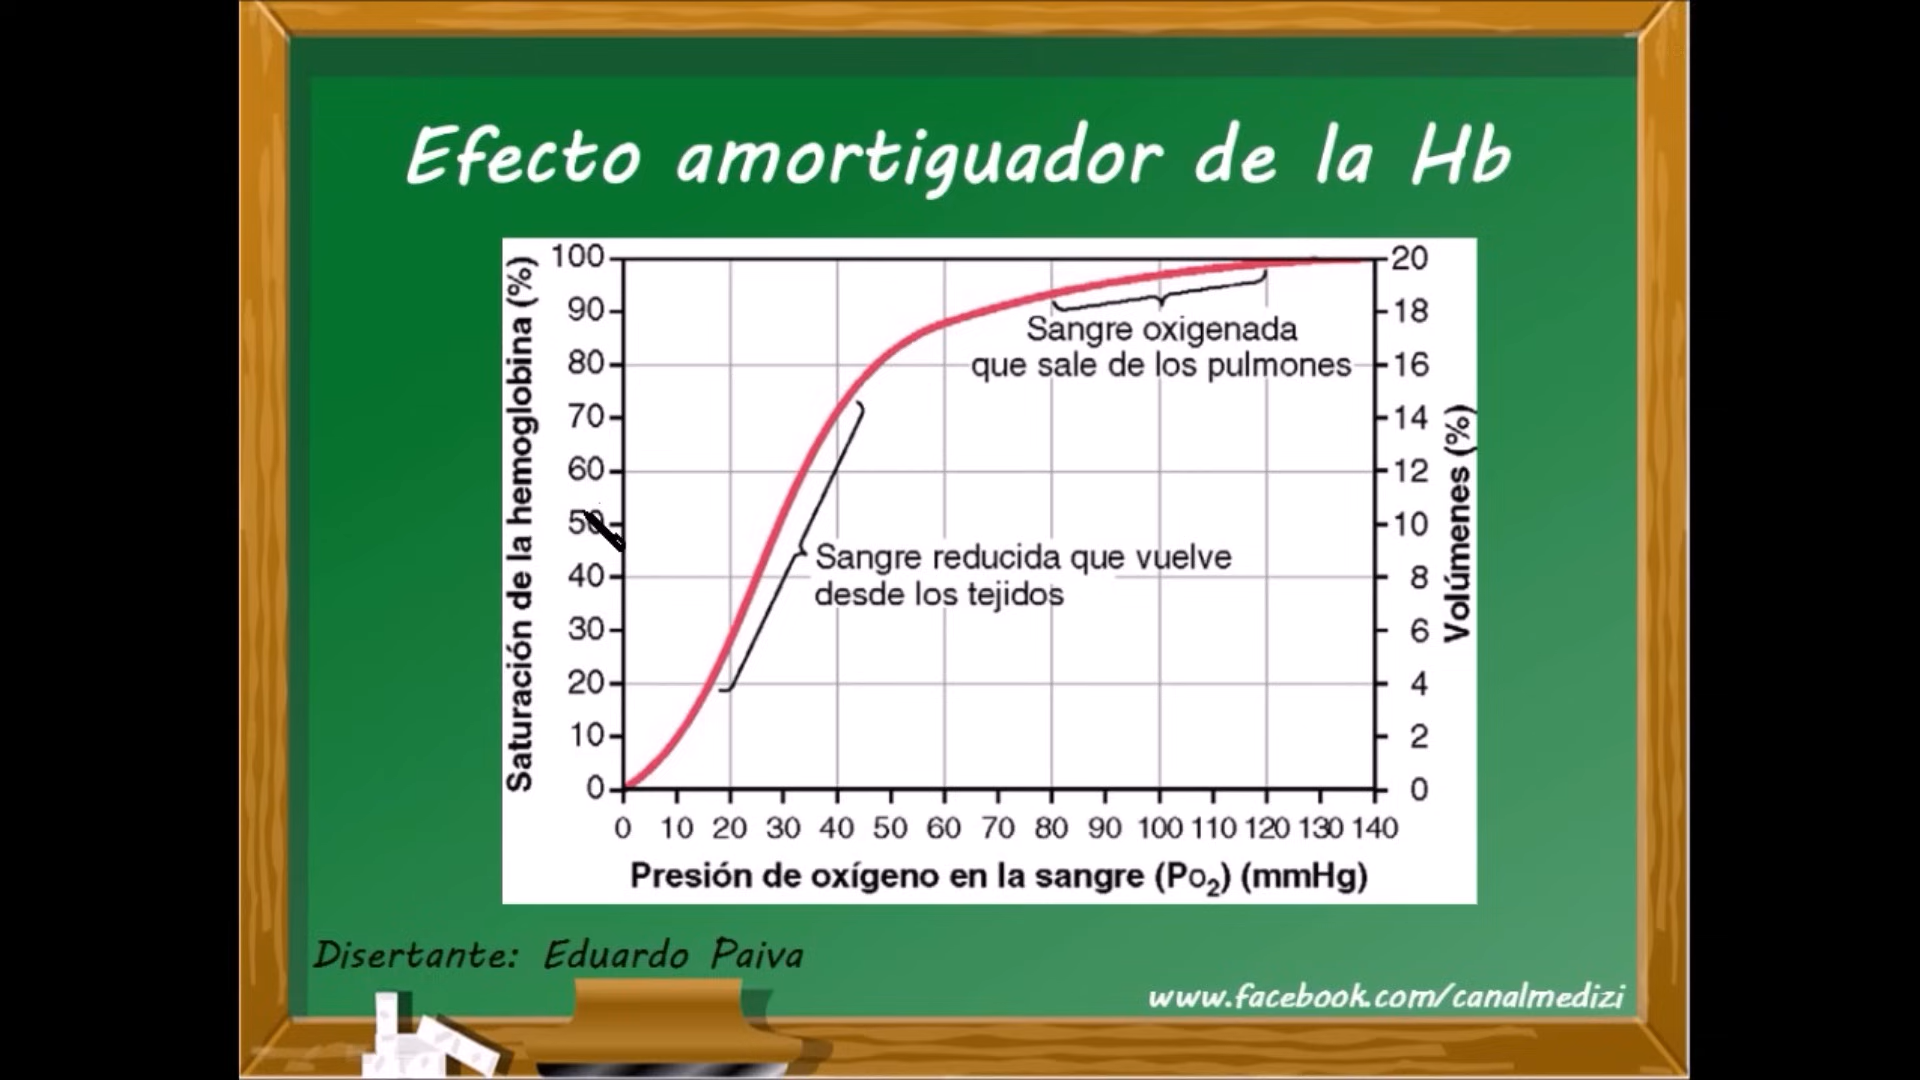 Efecto amortiguador de la Hb
Saturación de la hemoglobina (%)
100
90
80
70
60
50
40
30
20
10
0
Sangre oxigenada
que sale de los pulmones
Sangre reducida que vuelve
desde los tejidos
20
18
16
14
12
10
8
6
4
2
0
Volúmenes (%)
0 10 20 30 40 50 60 70 80 90 100 110 120 130 140
Presión de oxígeno en la sangre (Po₂) (mmHg)
Disertante: Eduardo Paiva
www.facebook.com/canalmedizi